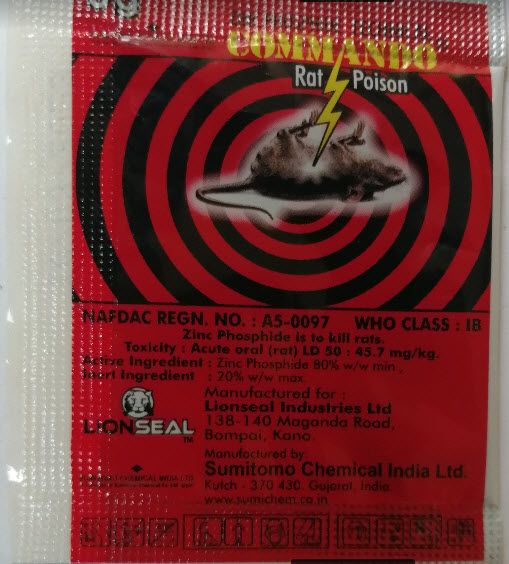 COMMANDO
Rat Poison
NAFDAC REGN. NO. : A5-0097 WHO CLASS : IB
Zinc Phosphide is to kill rats.
Toxicity : Acute oral (rat) LD 50 : 45.7 mg/kg.
Active Ingredient : Zinc Phosphide 80% w/w min.,
Inert ingredient : 20% w/w max.
Manufactured for :
Lionseal Industries Ltd
138-140 Maganda Road,
Bompai, Kano.
LIONSEAL
TM
Manufactured by:
Sumitomo Chemical India Ltd.
Kutch - 370 430. Gujarat, India.
www.sumichem.co.in